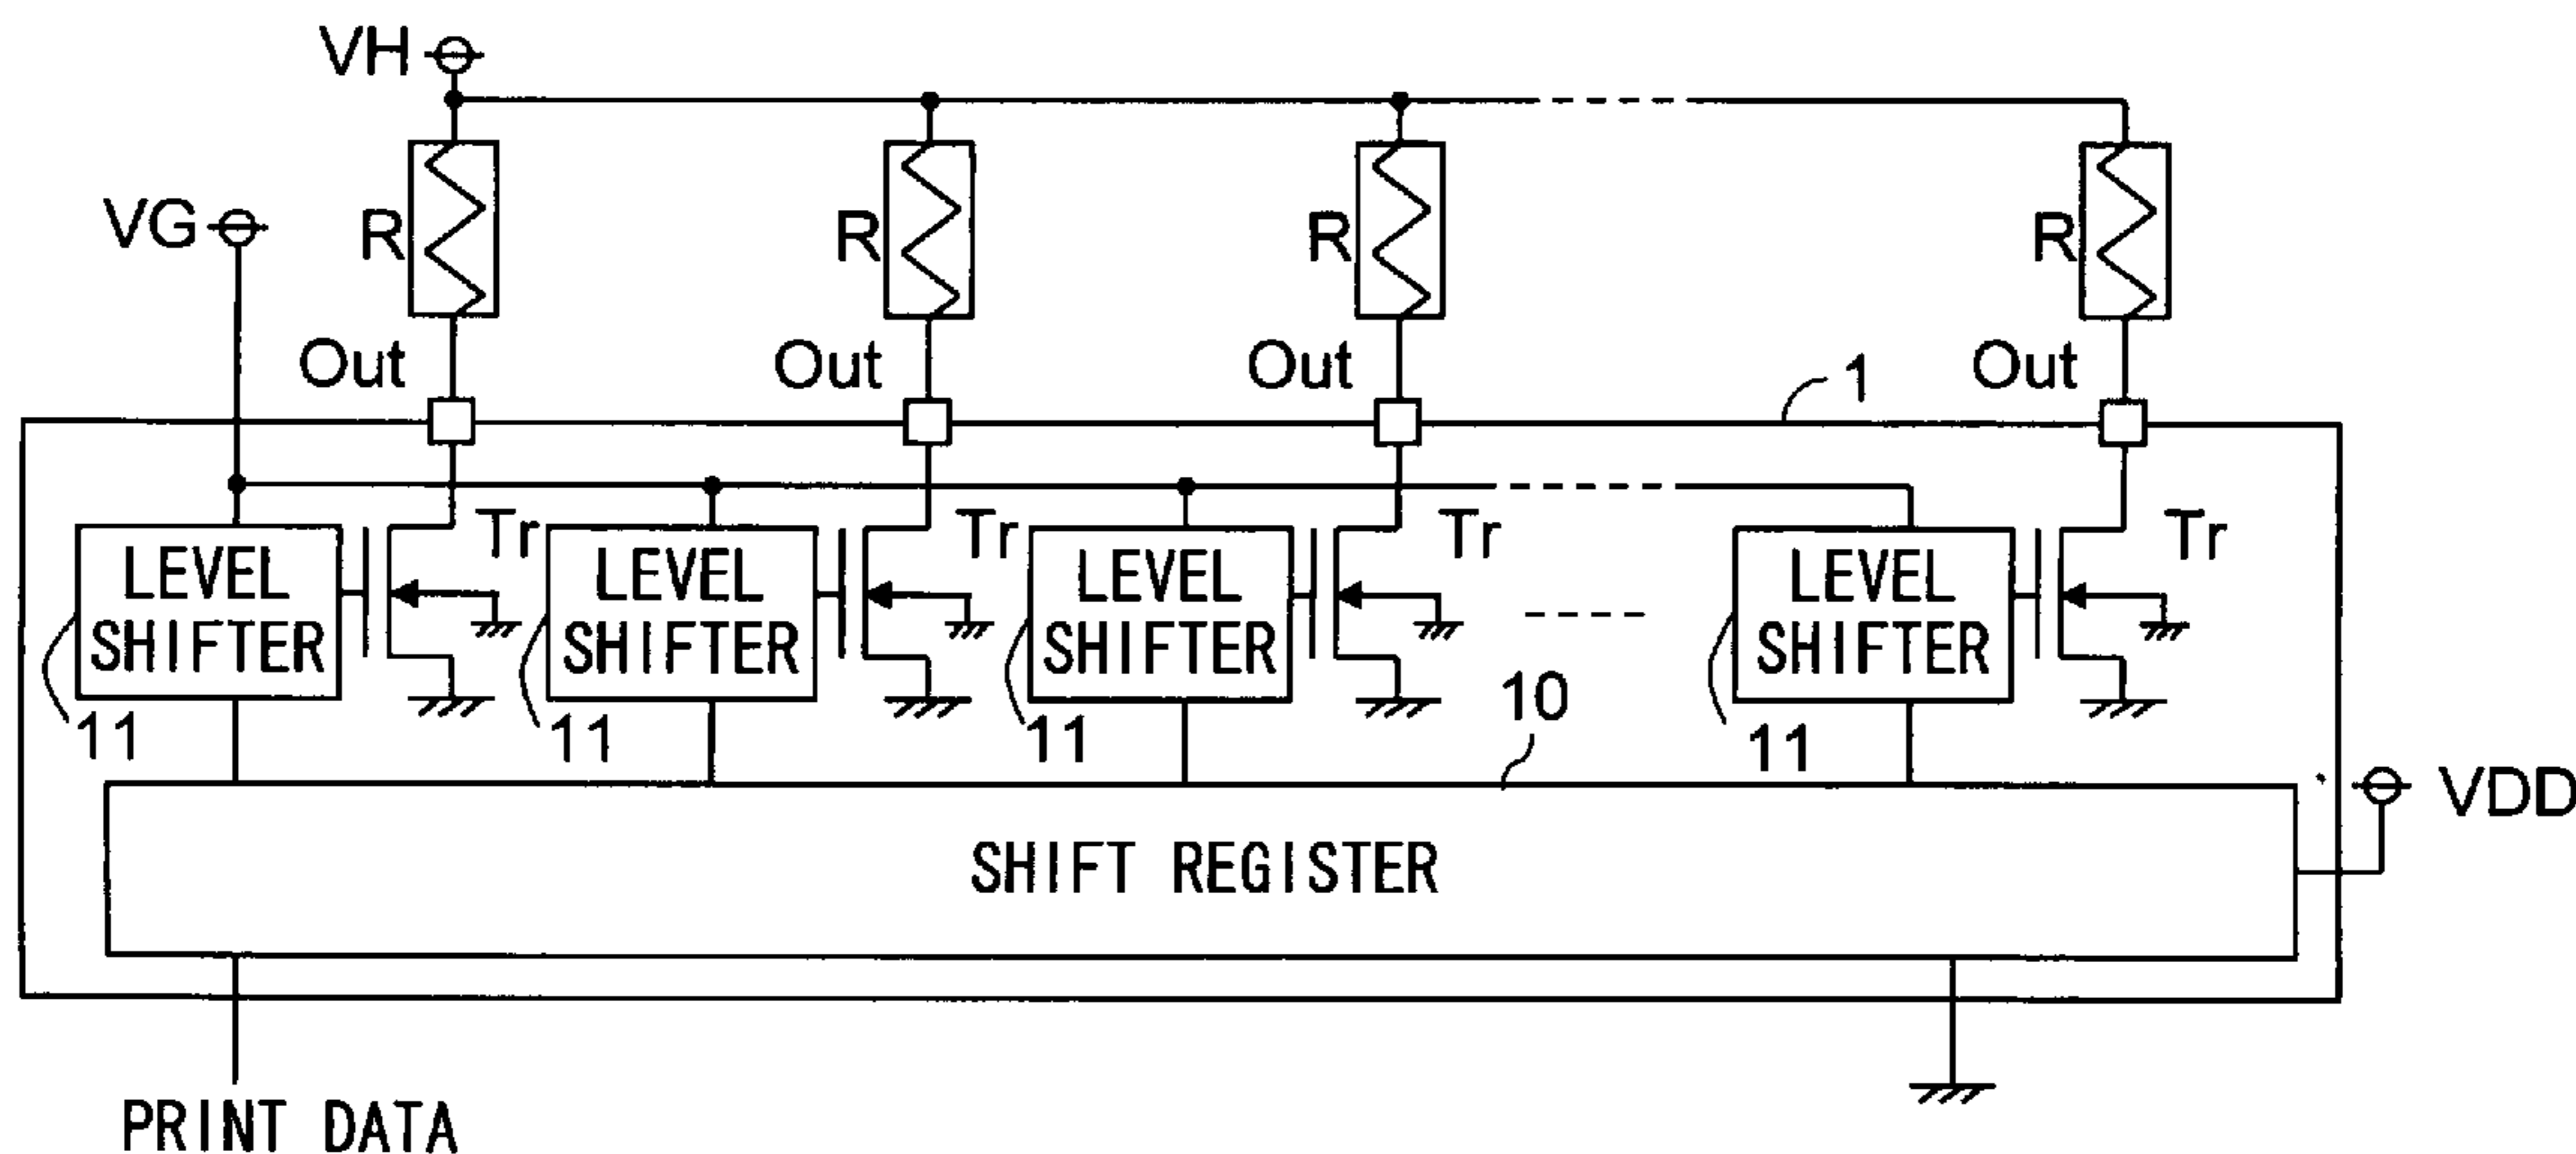 VH
VG
R
R
R
R
Out
Out
Out
Out
1
Tr
Tr
Tr
Tr
LEVEL
SHIFTER
LEVEL
SHIFTER
LEVEL
SHIFTER
LEVEL
SHIFTER
11
11
11
11
10
VDD
SHIFT REGISTER
PRINT DATA